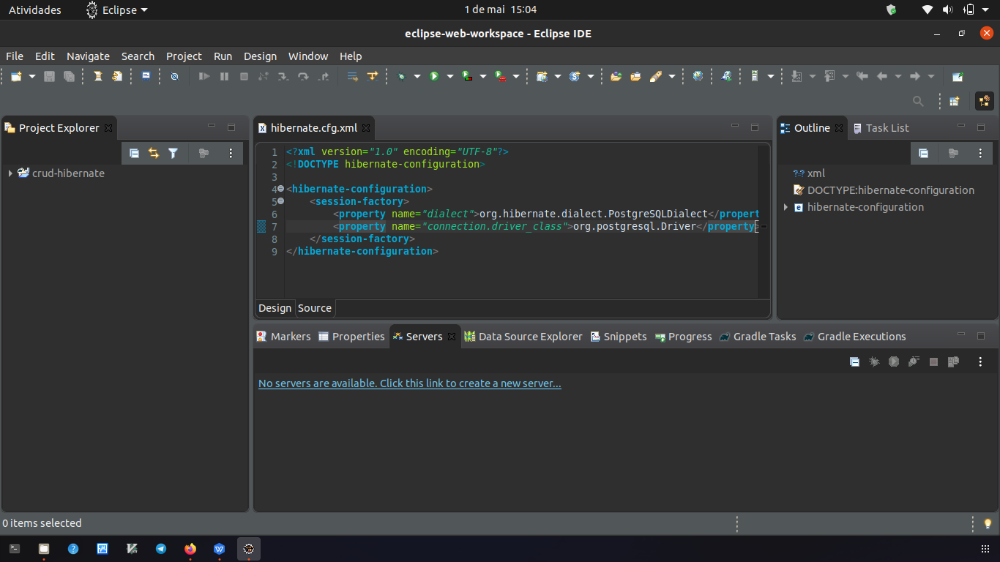 Atividades
Eclipse
1 de mai 15:04
eclipse-web-workspace - Eclipse IDE
File Edit Navigate Search Project Run Design Window Help
Project Explorer
crud-hibernate
hibernate.cfg.xml
1 <?xml version="1.0" encoding="UTF-8"?>
2 <!DOCTYPE hibernate-configuration>
3
4 <hibernate-configuration>
5 <session-factory>
6 <property name="dialect">org.hibernate.dialect.PostgreSQLDialect</propert
7 <property name="connection.driver_class">org.postgresql.Driver</property>
8 </session-factory>
9 </hibernate-configuration>
Design Source
Outline Task List
xml
DOCTYPE:hibernate-configuration
hibernate-configuration
Markers Properties Servers Data Source Explorer Snippets Progress Gradle Tasks Gradle Executions
No servers are available. Click this link to create a new server...
0 items selected